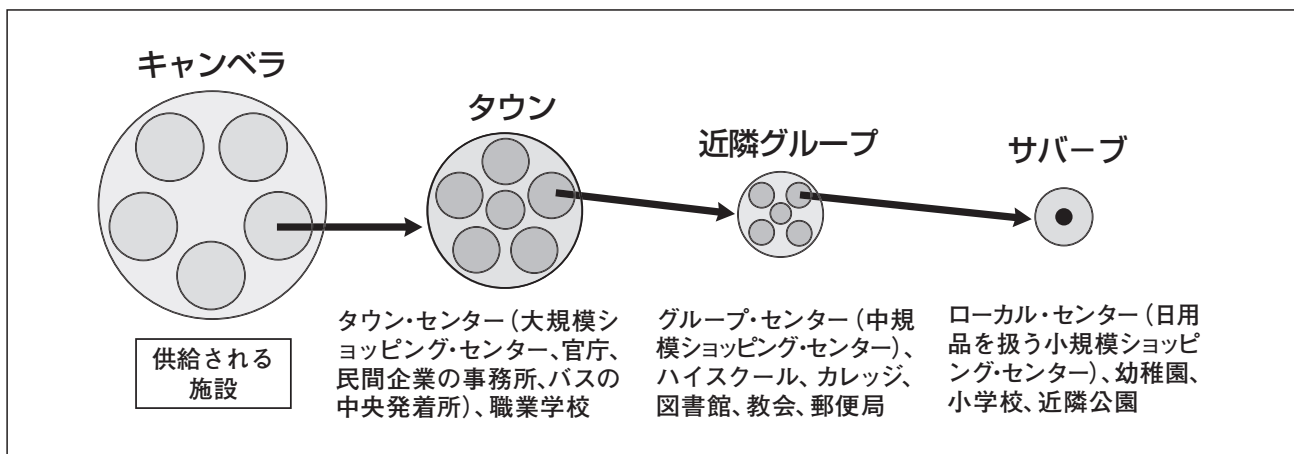 キャンベラ
タウン
近隣グループ
サバーブ
供給される
施設
タウン・センター(大規模シ
ョッピング・センター、官庁、
民間企業の事務所、バスの
中央発着所)、職業学校
グループ・センター(中規
模ショッピング・センター)、
ハイスクール、カレッジ、
図書館、教会、郵便局
ローカル・センター(日用
品を扱う小規模ショッピ
ング・センター)、幼稚園、
小学校、近隣公園